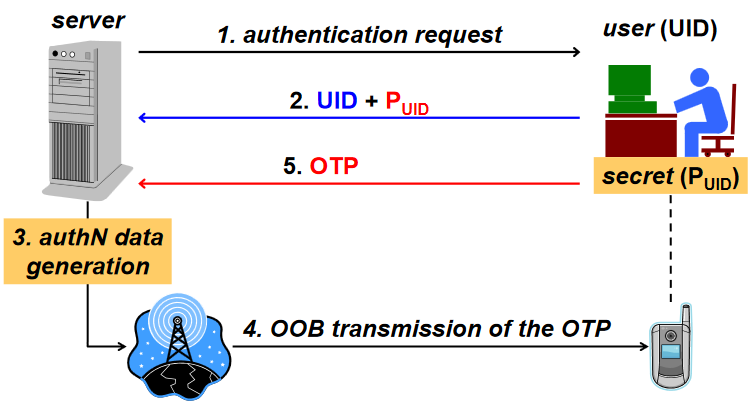 server
1. authentication request
user (UID)
2. UID + PUID
5. OTP
secret (PUID)
3. authN data
generation
4. OOB transmission of the OTP